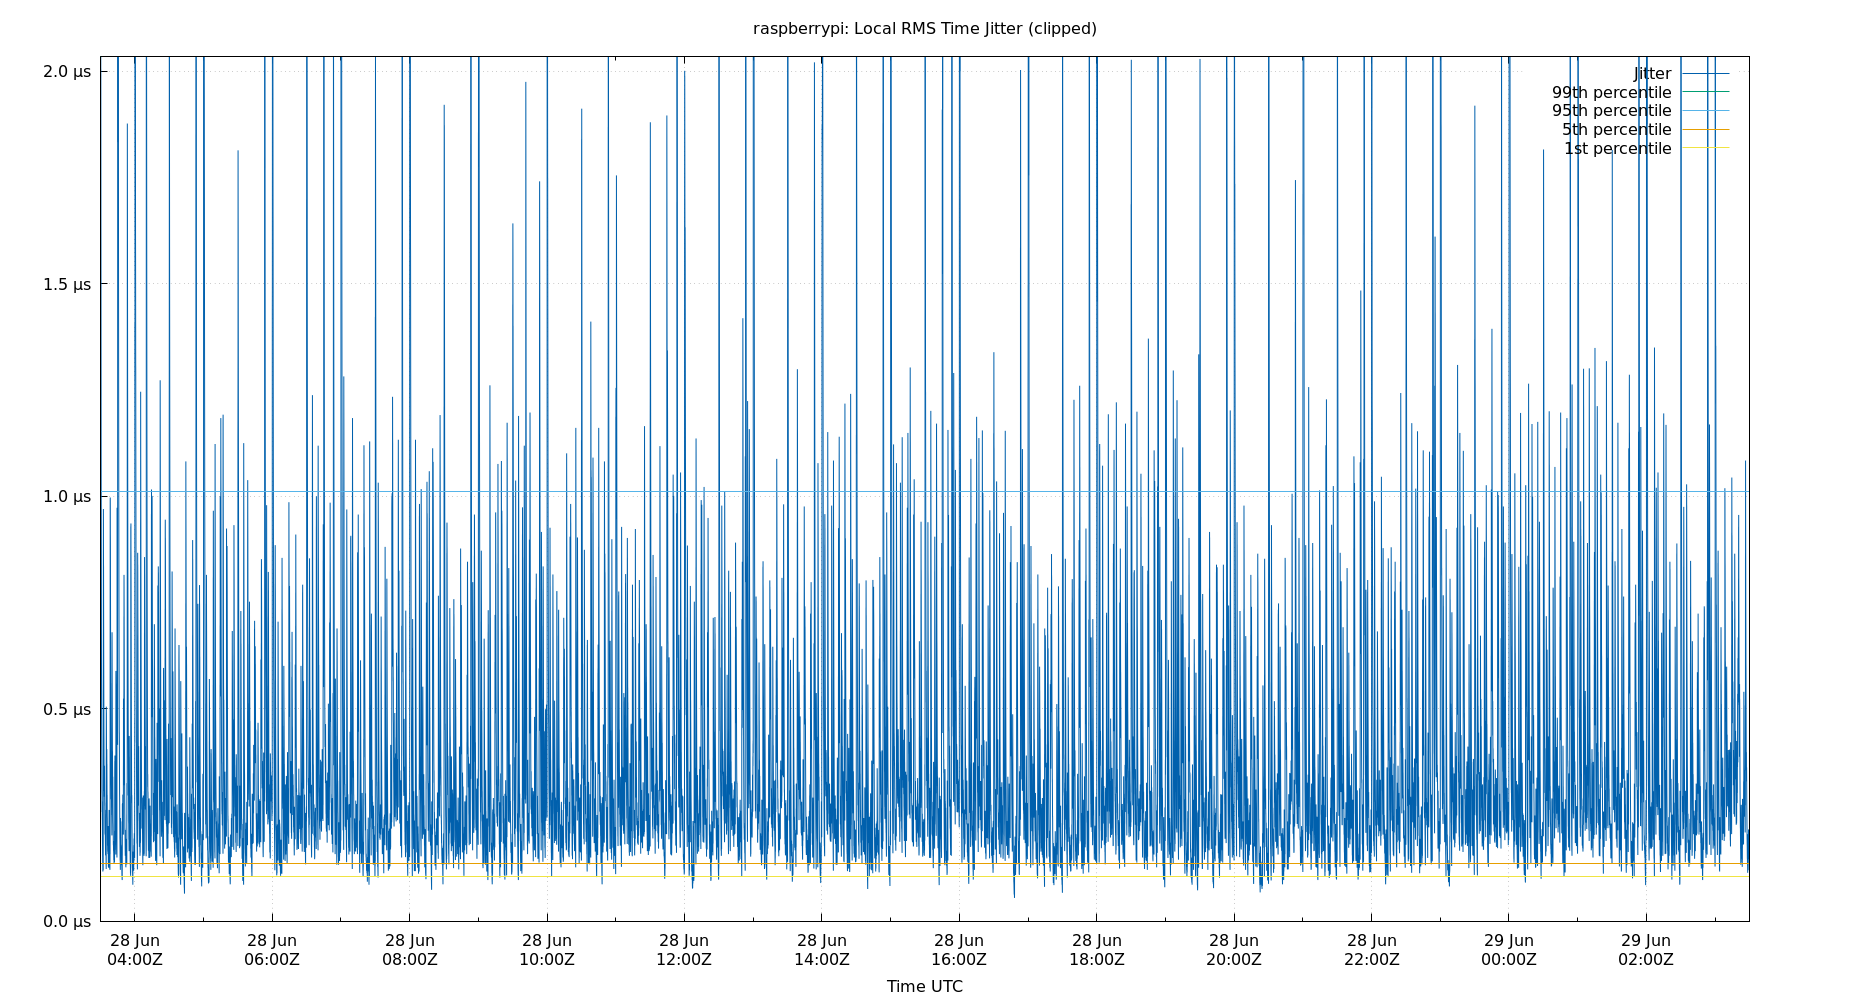 raspberrypi: Local RMS Time Jitter (clipped)
2.0 µs
1.5 µs
1.0 µs
0.5 µs
0.0 µs
Jitter
99th percentile
95th percentile
5th percentile
1st percentile
28 Jun 28 Jun 28 Jun 28 Jun 28 Jun 28 Jun 28 Jun 28 Jun 28 Jun 28 Jun 29 Jun 29 Jun
04:00Z 06:00Z 08:00Z 10:00Z 12:00Z 14:00Z 16:00Z 18:00Z 20:00Z 22:00Z 00:00Z 02:00Z
Time UTC